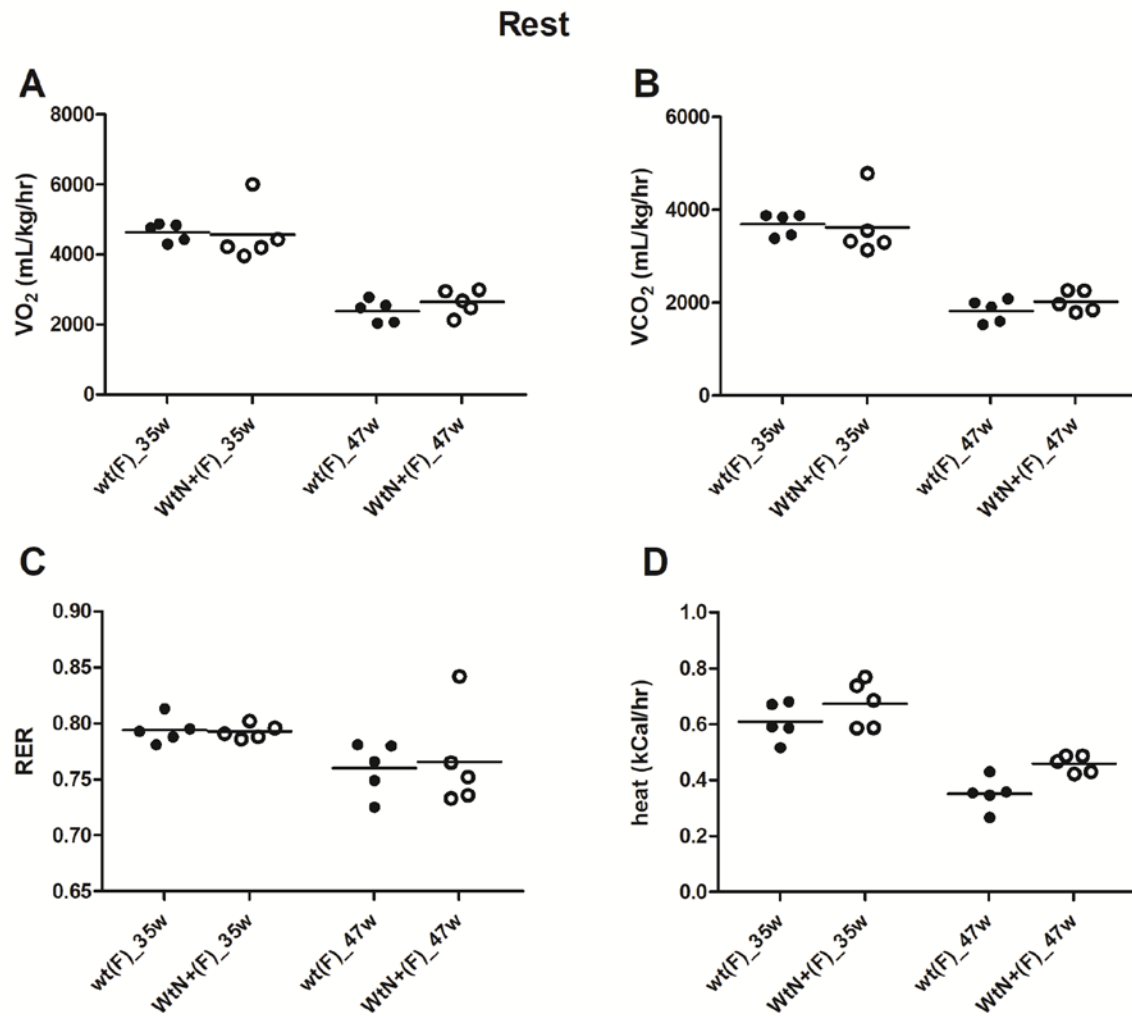 Rest
A
VO2 (mL/kg/hr)
8000
6000
4000
2000
0
wt(F)_35w
WtN+(F)_35w
wt(F)_47w
WtN+(F)_47w
B
VCO2 (mL/kg/hr)
6000
4000
2000
0
wt(F)_35w
WtN+(F)_35w
wt(F)_47w
WtN+(F)_47w
C
RER
0.90
0.85
0.80
0.75
0.70
0.65
wt(F)_35w
WtN+(F)_35w
wt(F)_47w
WtN+(F)_47w
D
heat (kCal/hr)
1.0
0.8
0.6
0.4
0.2
0.0
wt(F)_35w
WtN+(F)_35w
wt(F)_47w
WtN+(F)_47w